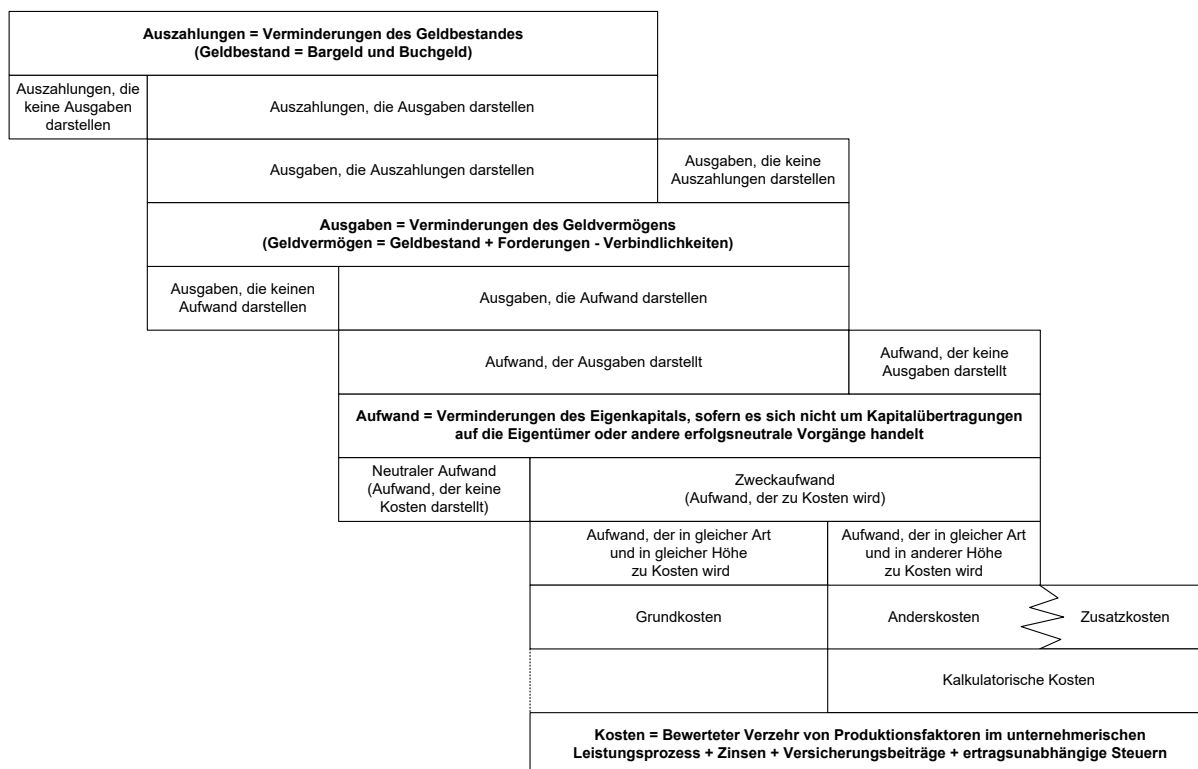 Auszahlungen = Verminderungen des Geldbestandes
(Geldbestand = Bargeld und Buchgeld)
Auszahlungen, die
keine Ausgaben
darstellen
Auszahlungen, die Ausgaben darstellen
Ausgaben, die Auszahlungen darstellen
Ausgaben, die keine
Auszahlungen darstellen
Ausgaben = Verminderungen des Geldvermögens
(Geldvermögen = Geldbestand + Forderungen - Verbindlichkeiten)
Ausgaben, die keinen
Aufwand darstellen
Ausgaben, die Aufwand darstellen
Aufwand, der Ausgaben darstellt
Aufwand, der keine
Ausgaben darstellt
Aufwand = Verminderungen des Eigenkapitals, sofern es sich nicht um Kapitalübertragungen
auf die Eigentümer oder andere erfolgsneutrale Vorgänge handelt
Neutraler Aufwand
(Aufwand, der keine
Kosten darstellt)
Zweckaufwand
(Aufwand, der zu Kosten wird)
Aufwand, der in gleicher Art
und in gleicher Höhe
zu Kosten wird
Aufwand, der in gleicher Art
und in anderer Höhe
zu Kosten wird
Grundkosten
Anderskosten
Zusatzkosten
Kalkulatorische Kosten
Kosten = Bewerteter Verzehr von Produktionsfaktoren im unternehmerischen
Leistungsprozess + Zinsen + Versicherungsbeiträge + ertragsunabhängige Steuern